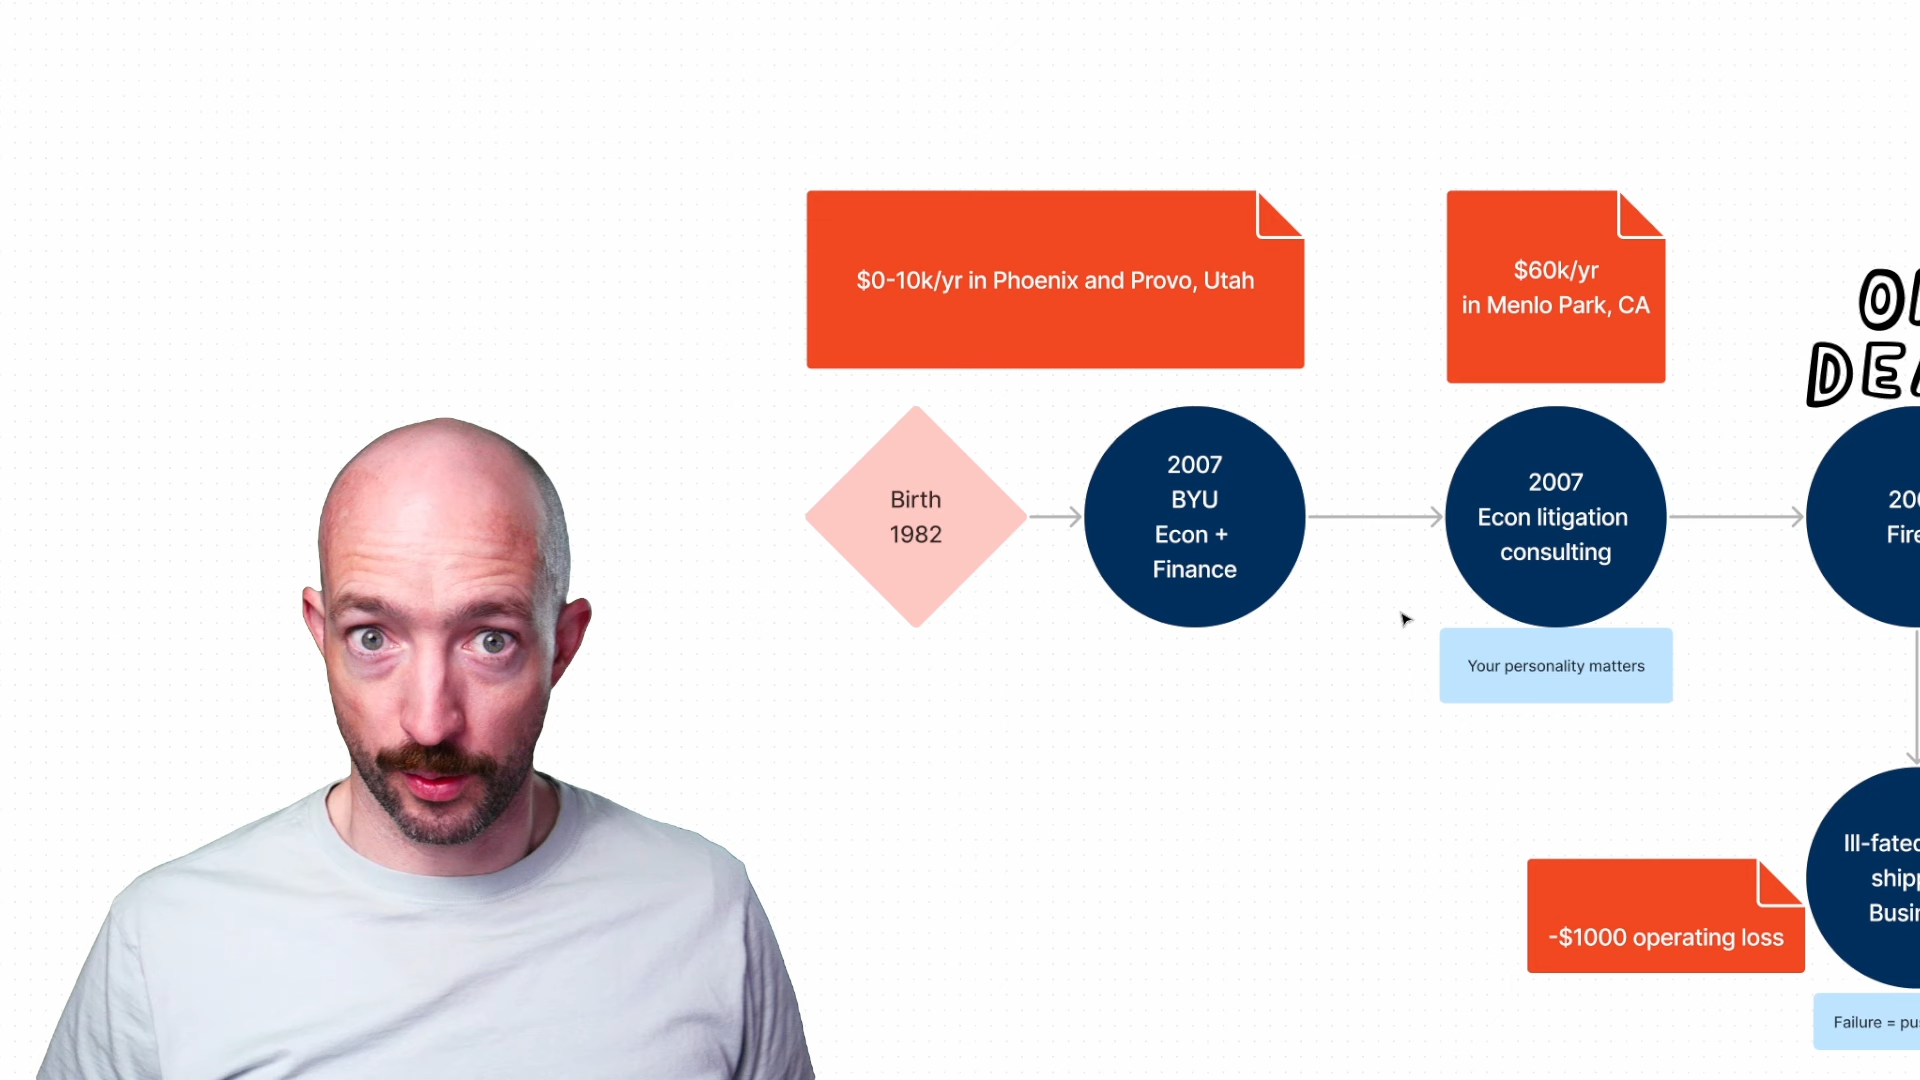 $0-10k/yr in Phoenix and Provo, Utah
$60k/yr
in Menlo Park, CA
Birth
1982
2007
BYU
Econ +
Finance
2007
Econ litigation
consulting
Your personality matters
-$1000 operating loss
Failure =